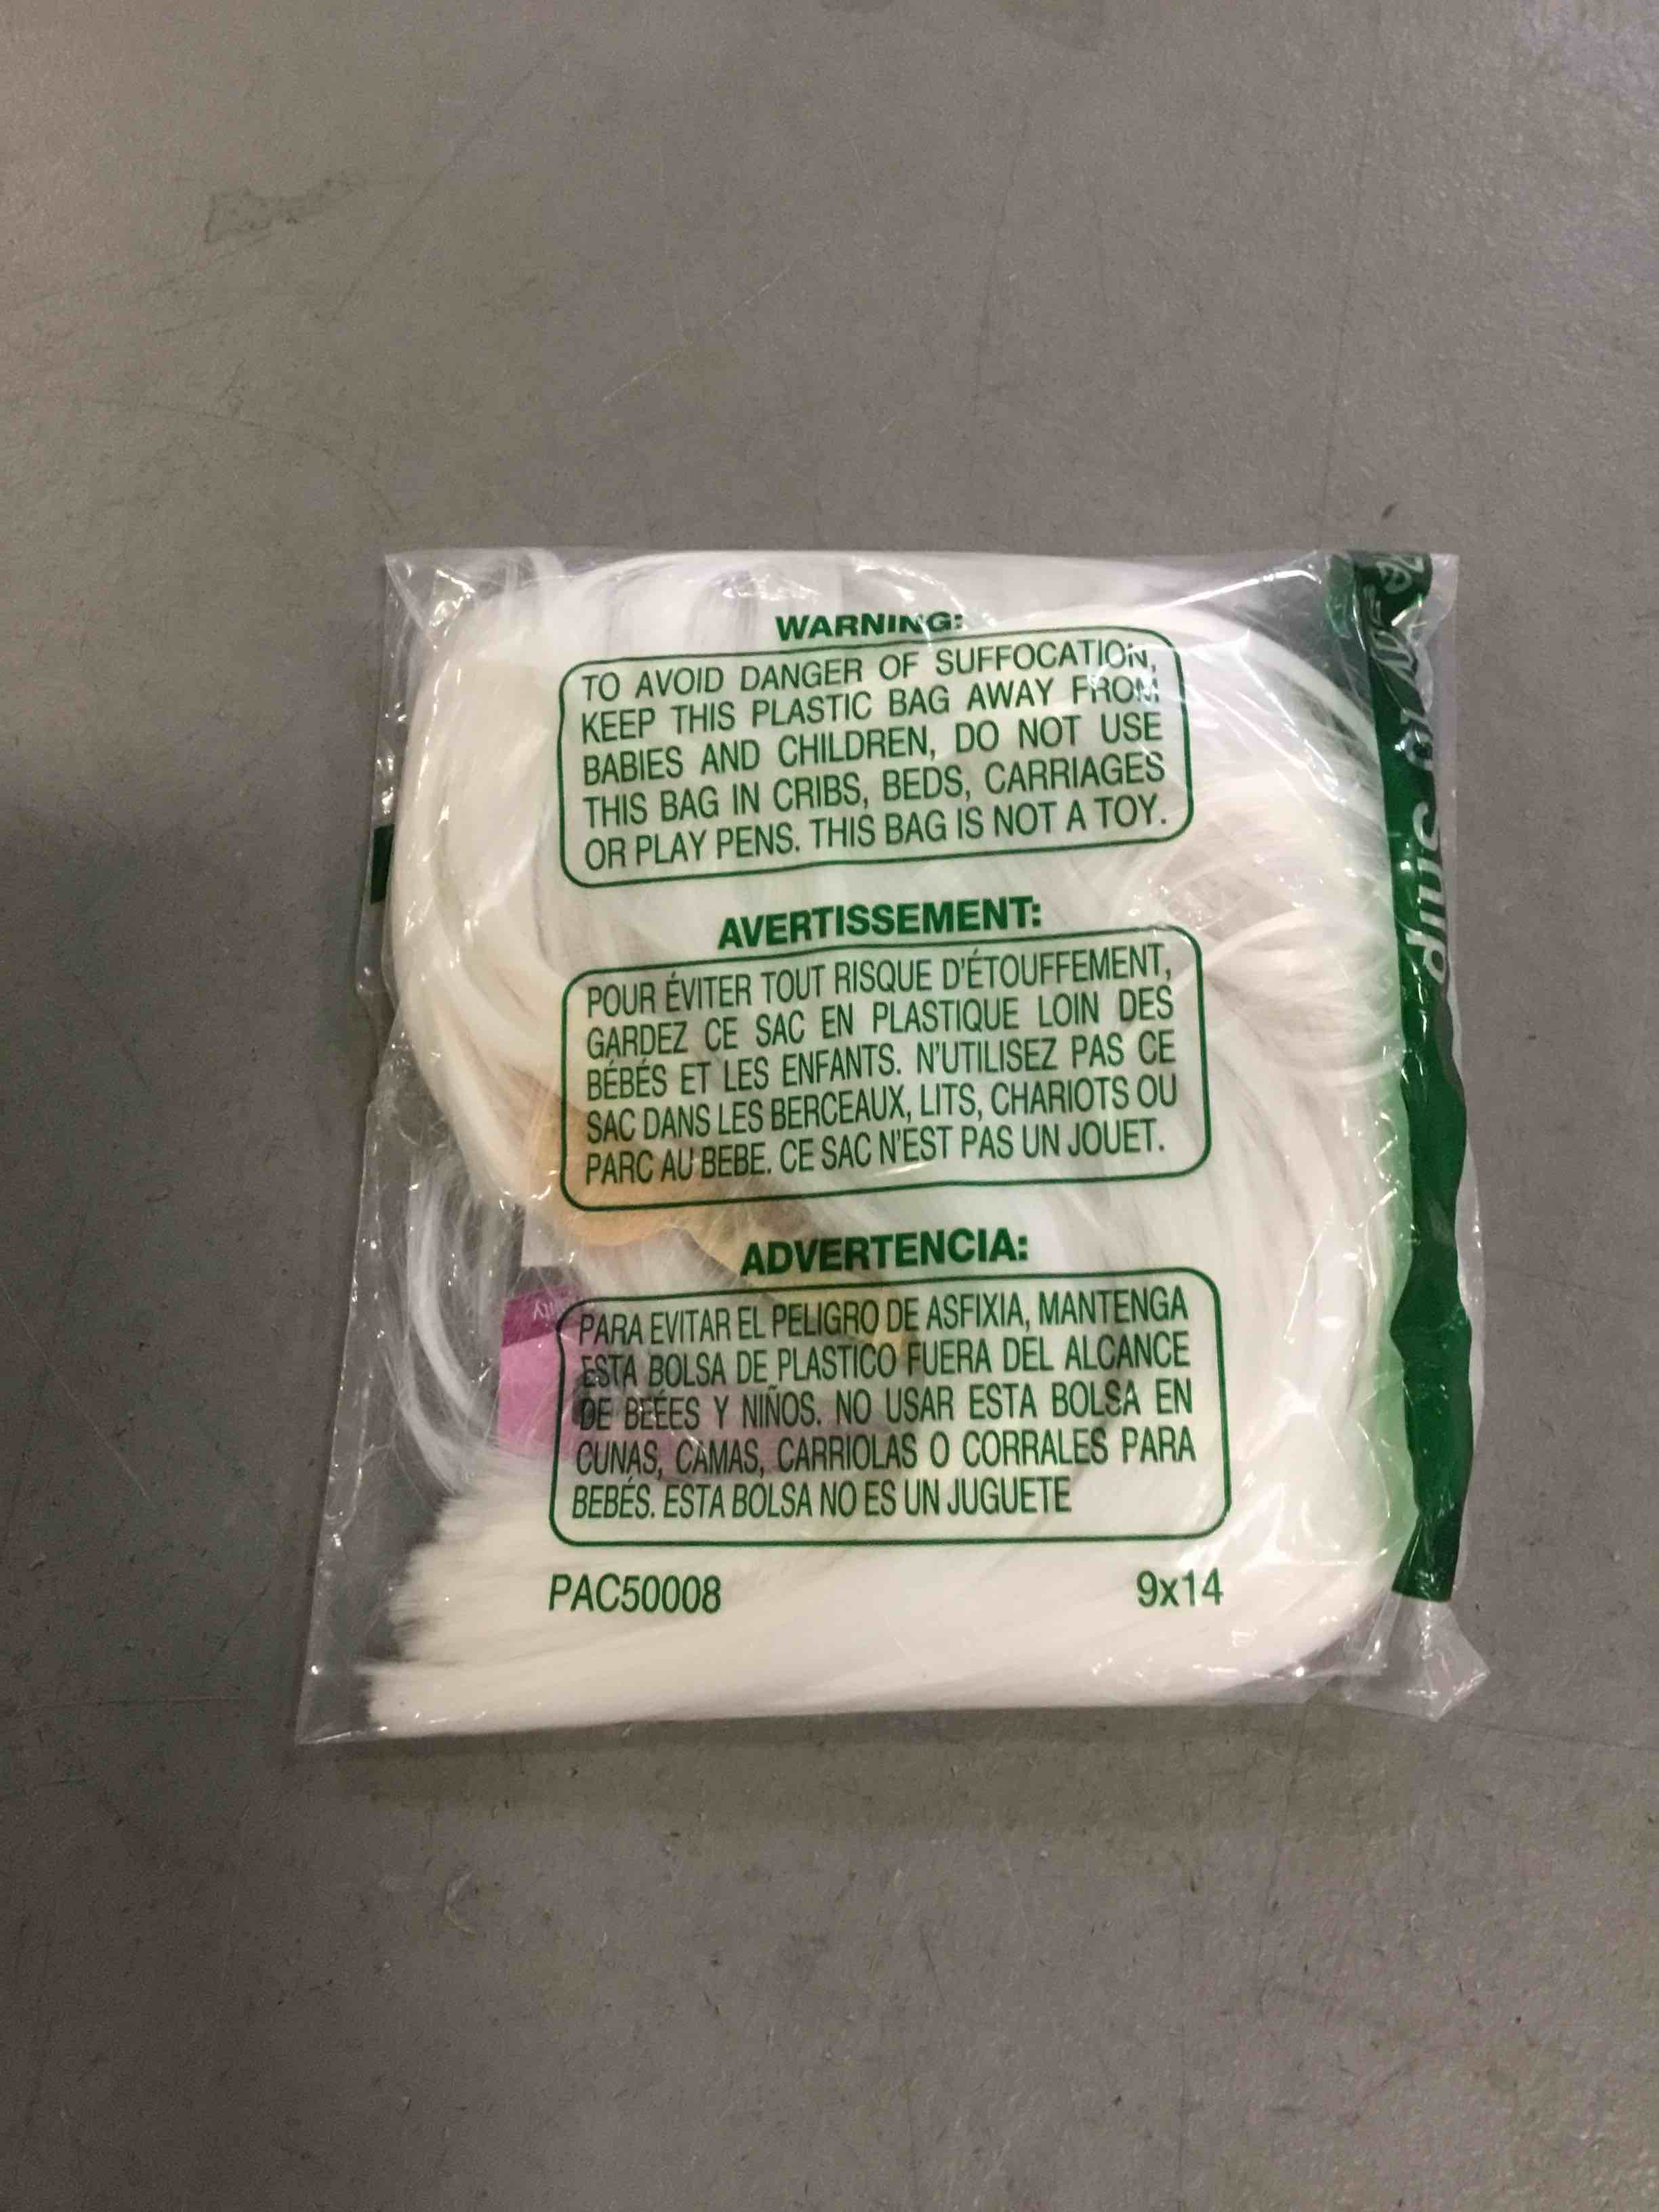 WARNING:
TO AVOID DANGER OF SUFFOCATION,
KEEP THIS PLASTIC BAG AWAY FROM
BABIES AND CHILDREN, DO NOT USE
THIS BAG IN CRIBS, BEDS, CARRIAGES
OR PLAY PENS. THIS BAG IS NOT A TOY.
AVERTISSEMENT:
POUR ÉVITER TOUT RISQUE D'ÉTOUFFEMENT,
GARDEZ CE SAC EN PLASTIQUE LOIN DES
BÉBÉS ET LES ENFANTS. N'UTILISEZ PAS CE
SAC DANS LES BERCEAUX, LITS, CHARIOTS OU
PARC AU BEBE. CE SAC N'EST PAS UN JOUET.
ADVERTENCIA:
PARA EVITAR EL PELIGRO DE ASFIXIA, MANTENGA
ESTA BOLSA DE PLASTICO FUERA DEL ALCANCE
DE BEÉES Y NIÑOS. NO USAR ESTA BOLSA EN
CUNAS, CAMAS, CARRIOLAS O CORRALES PARA
BEBÉS. ESTA BOLSA NO ES UN JUGUETE
PAC50008 9x14